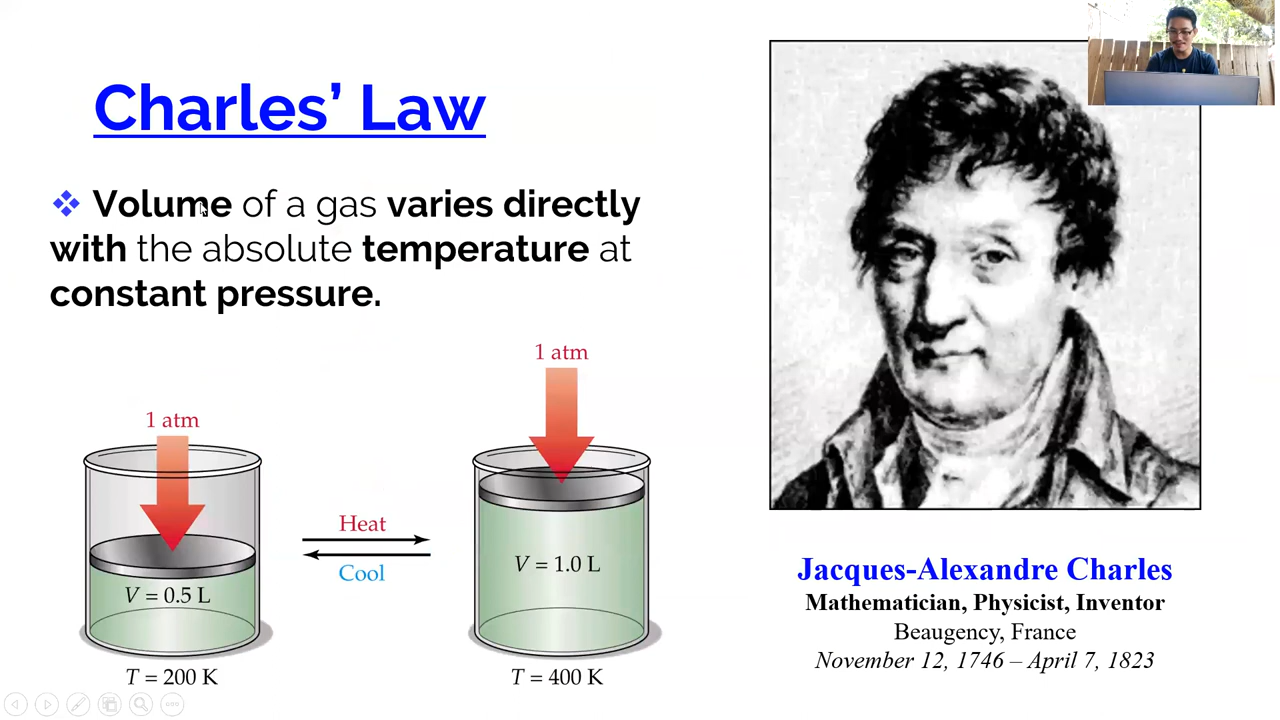 Charles’ Law
Volume of a gas varies directly
with the absolute temperature at
constant pressure.
1 atm
V = 0.5 L
T = 200 K
Heat
Cool
1 atm
V = 1.0 L
T = 400 K
Jacques-Alexandre Charles
Mathematician, Physicist, Inventor
Beaugency, France
November 12, 1746 – April 7, 1823